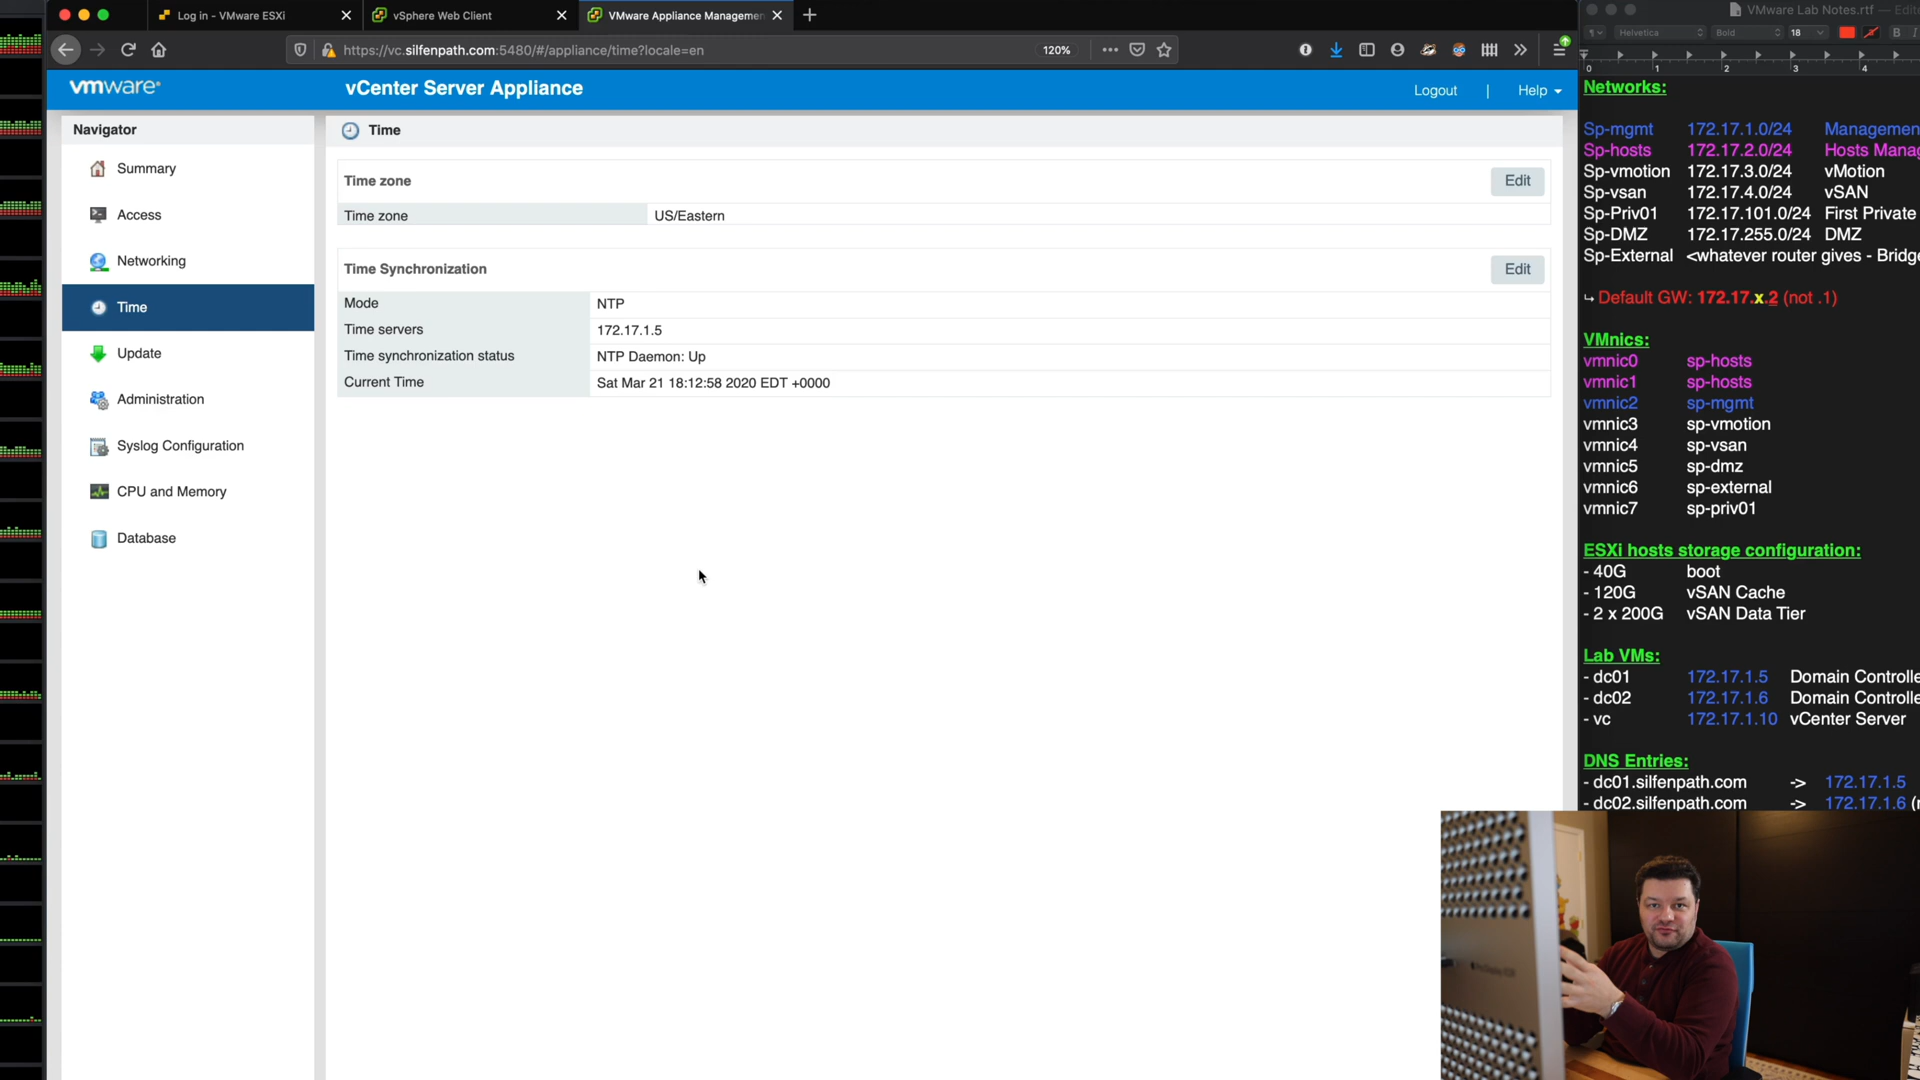 Log in - VMware ESXi
vSphere Web Client
VMware Appliance Managemen
VMware Lab Notes.rtf — Edite
https://vc.silfenpath.com:5480/#/appliance/time?locale=en
120%
Helvetica
Bold
18
B
0 1 2 3 4
vmware
vCenter Server Appliance
Logout | Help
Navigator
Summary
Access
Networking
Time
Update
Administration
Syslog Configuration
CPU and Memory
Database
Time
Time zone
Edit
Time zone US/Eastern
Time Synchronization
Edit
Mode NTP
Time servers 172.17.1.5
Time synchronization status NTP Daemon: Up
Current Time Sat Mar 21 18:12:58 2020 EDT +0000
Networks:
Sp-mgmt 172.17.1.0/24 Managemen
Sp-hosts 172.17.2.0/24 Hosts Manag
Sp-vmotion 172.17.3.0/24 vMotion
Sp-vsan 172.17.4.0/24 vSAN
Sp-Priv01 172.17.101.0/24 First Private
Sp-DMZ 172.17.255.0/24 DMZ
Sp-External <whatever router gives - Bridge
↳ Default GW: 172.17.x.2 (not .1)
VMnics:
vmnic0 sp-hosts
vmnic1 sp-hosts
vmnic2 sp-mgmt
vmnic3 sp-vmotion
vmnic4 sp-vsan
vmnic5 sp-dmz
vmnic6 sp-external
vmnic7 sp-priv01
ESXi hosts storage configuration:
- 40G boot
- 120G vSAN Cache
- 2 x 200G vSAN Data Tier
Lab VMs:
- dc01 172.17.1.5 Domain Controlle
- dc02 172.17.1.6 Domain Controlle
- vc 172.17.1.10 vCenter Server
DNS Entries:
- dc01.silfenpath.com -> 172.17.1.5
- dc02.silfenpath.com -> 172.17.1.6 (r